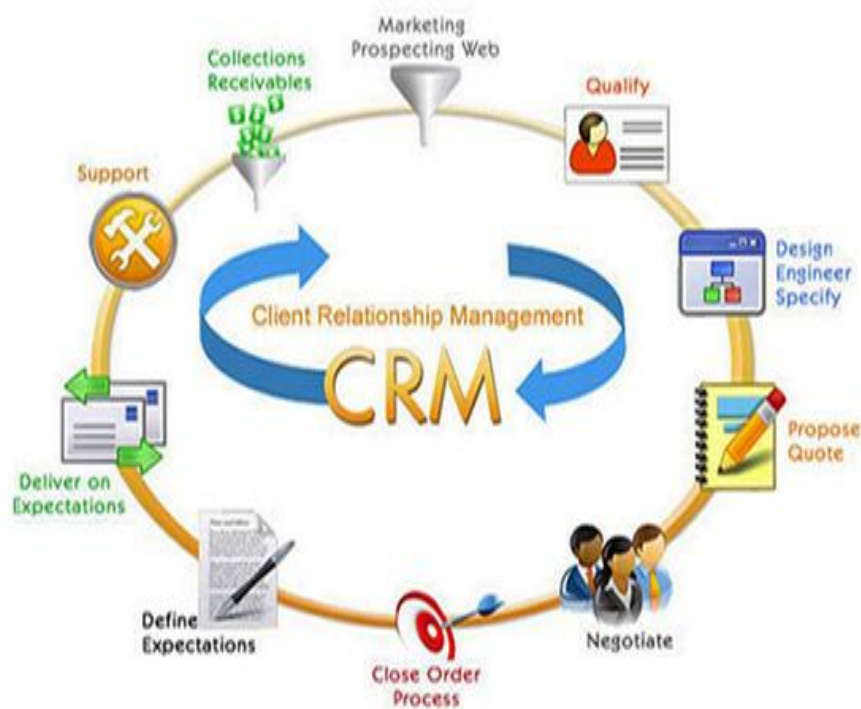 Marketing
Prospecting Web
Qualify
Design
Engineer
Specify
Propose
Quote
Negotiate
Close Order
Process
Define
Expectations
Deliver on
Expectations
Support
Collections
Receivables
Client Relationship Management
CRM